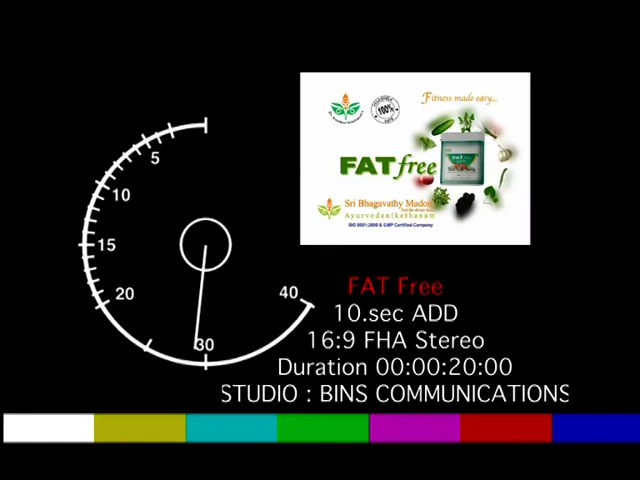 Fitness made easy...
100%
FAT free
Sri Bhagavathy Madom
Ayurvedanikethanam
ISO 9001:2008 & GMP Certified Company
5
10
15
20
30
40
FAT Free
10.sec ADD
16:9 FHA Stereo
Duration 00:00:20:00
STUDIO : BINS COMMUNICATIONS